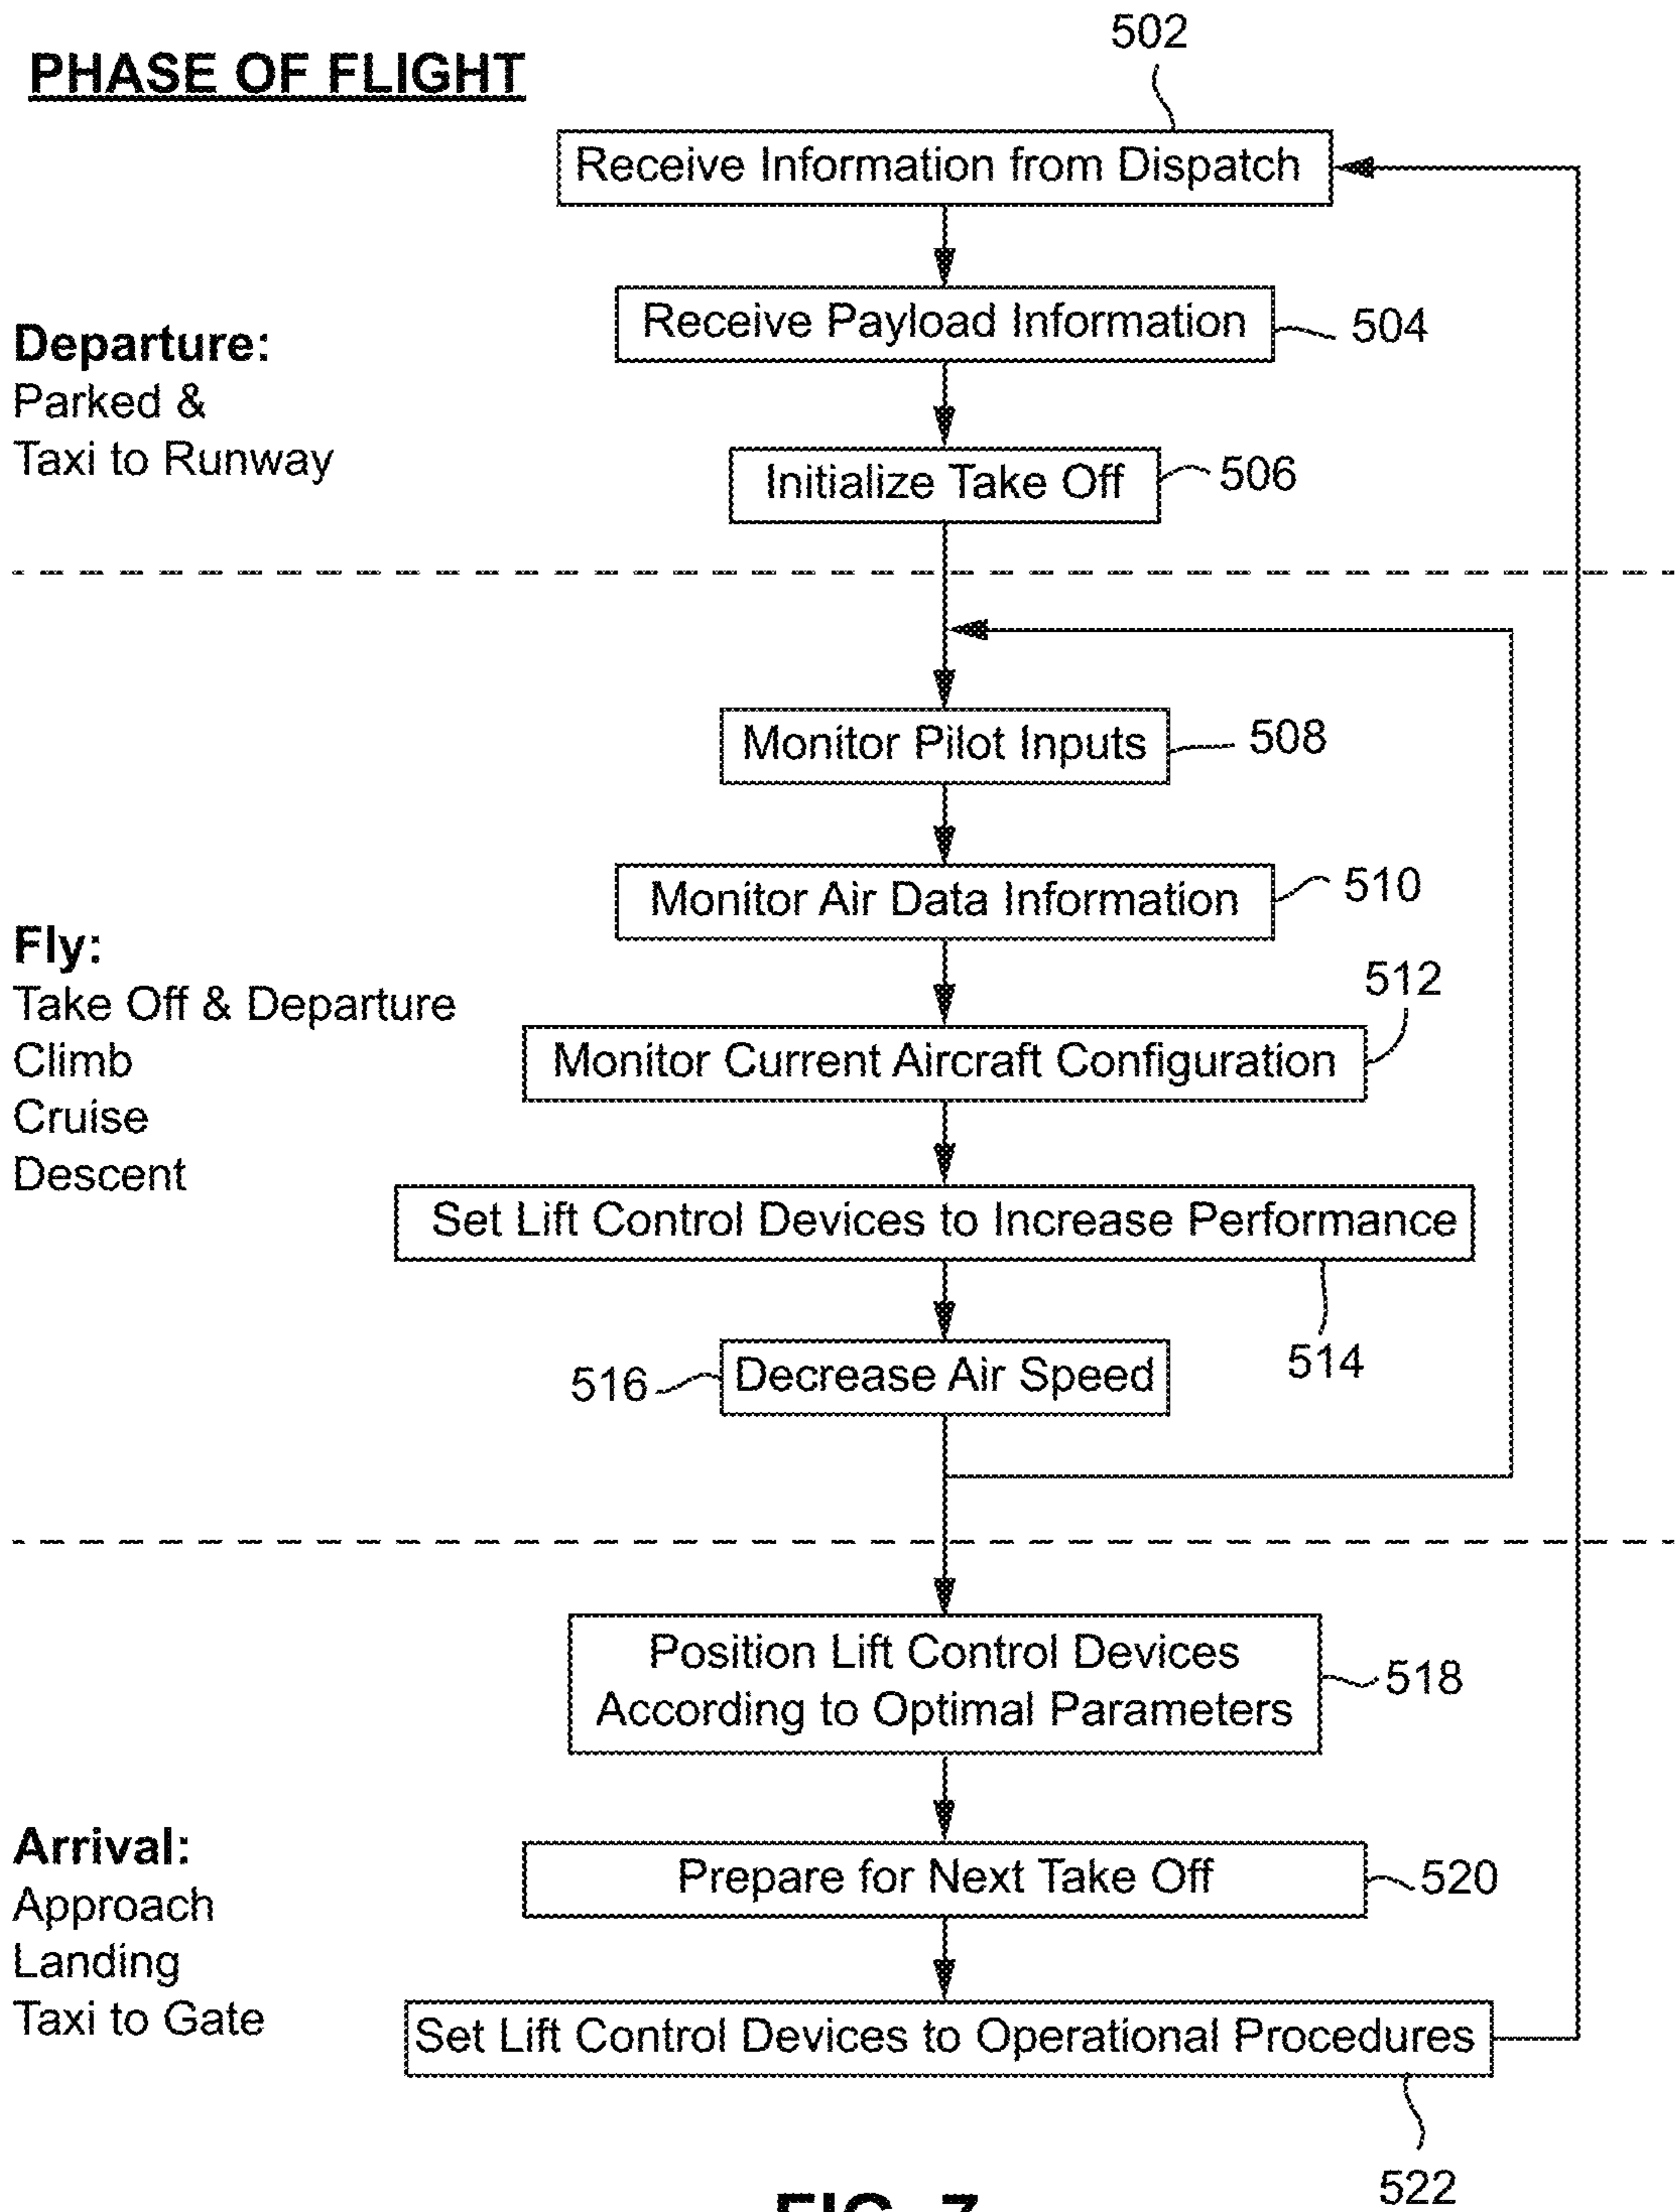 PHASE OF FLIGHT
502
Receive Information from Dispatch
Receive Payload Information
504
Departure:
Parked &
Taxi to Runway
Initialize Take Off
506
Monitor Pilot Inputs
508
Monitor Air Data Information
510
Fly:
Take Off & Departure
Climb
Cruise
Descent
512
Monitor Current Aircraft Configuration
Set Lift Control Devices to Increase Performance
514
516
Decrease Air Speed
Position Lift Control Devices
According to Optimal Parameters
518
Arrival:
Approach
Landing
Taxi to Gate
Prepare for Next Take Off
520
Set Lift Control Devices to Operational Procedures
522
FIG. 7